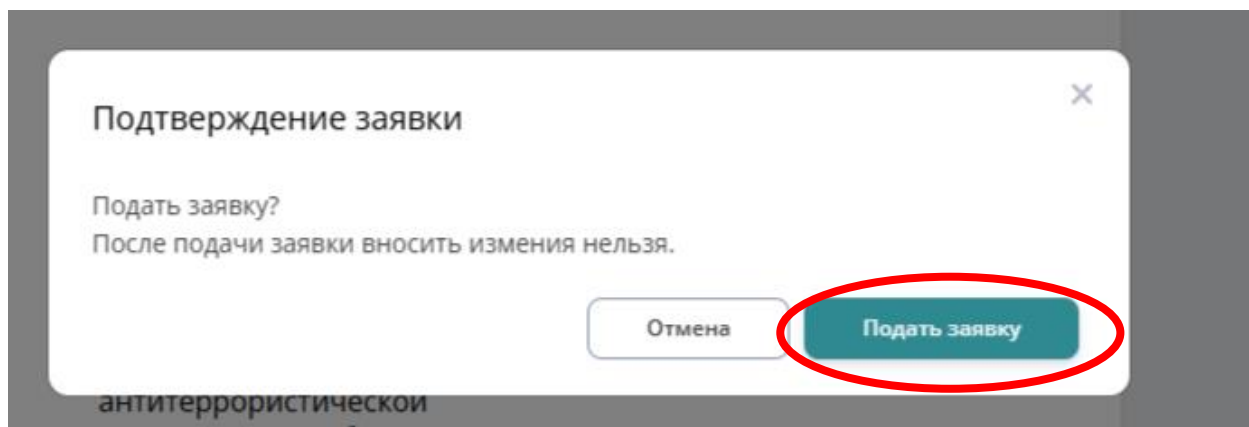 Подтверждение заявки
Подать заявку?
После подачи заявки вносить измения нельзя.
Отмена
Подать заявку
антитеррористической